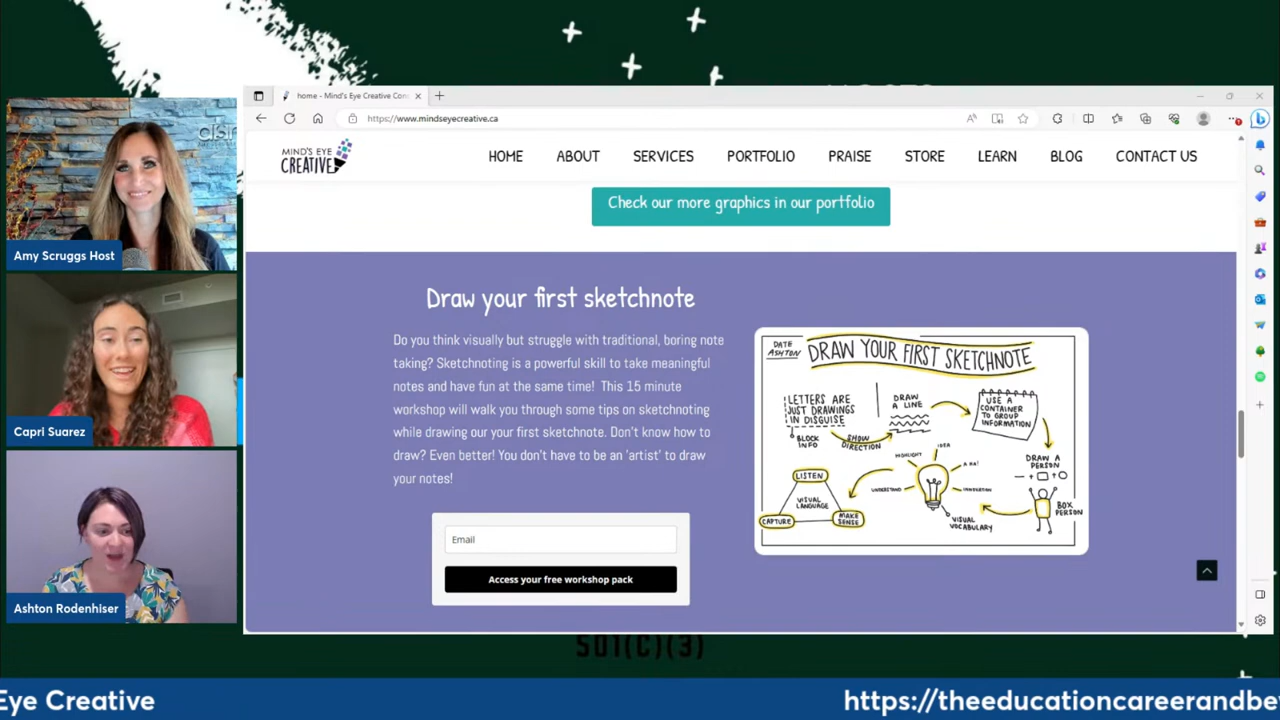 home - Mind's Eye Creative Con
https://www.mindseyecreative.ca
MIND'S EYE
CREATIVE
HOME
ABOUT
SERVICES
PORTFOLIO
PRAISE
STORE
LEARN
BLOG
CONTACT US
Check our more graphics in our portfolio
Amy Scruggs Host
Capri Suarez
Ashton Rodenhiser
Draw your first sketchnote
Do you think visually but struggle with traditional, boring note
taking? Sketchnoting is a powerful skill to take meaningful
notes and have fun at the same time! This 15 minute
workshop will walk you through some tips on sketchnoting
while drawing our your first sketchnote. Don't know how to
draw? Even better! You don't have to be an 'artist' to draw
your notes!
Email
Access your free workshop pack
DATE
ASHTON
DRAW YOUR FIRST SKETCHNOTE
LETTERS ARE
JUST DRAWINGS
IN DISGUISE
BLOCK
INFO
SHOW
DIRECTION
DRAW
A LINE
USE A
CONTAINER
TO GROUP
INFORMATION
DRAW A
PERSON
BOX
PERSON
IDEA
HIGHLIGHT
A HA!
UNDERSTAND
INNOVATION
VISUAL
VOCABULARY
LISTEN
VISUAL
LANGUAGE
CAPTURE
MAKE
SENSE
501(C)(3)
Eye Creative
https://theeducationcareerandbe